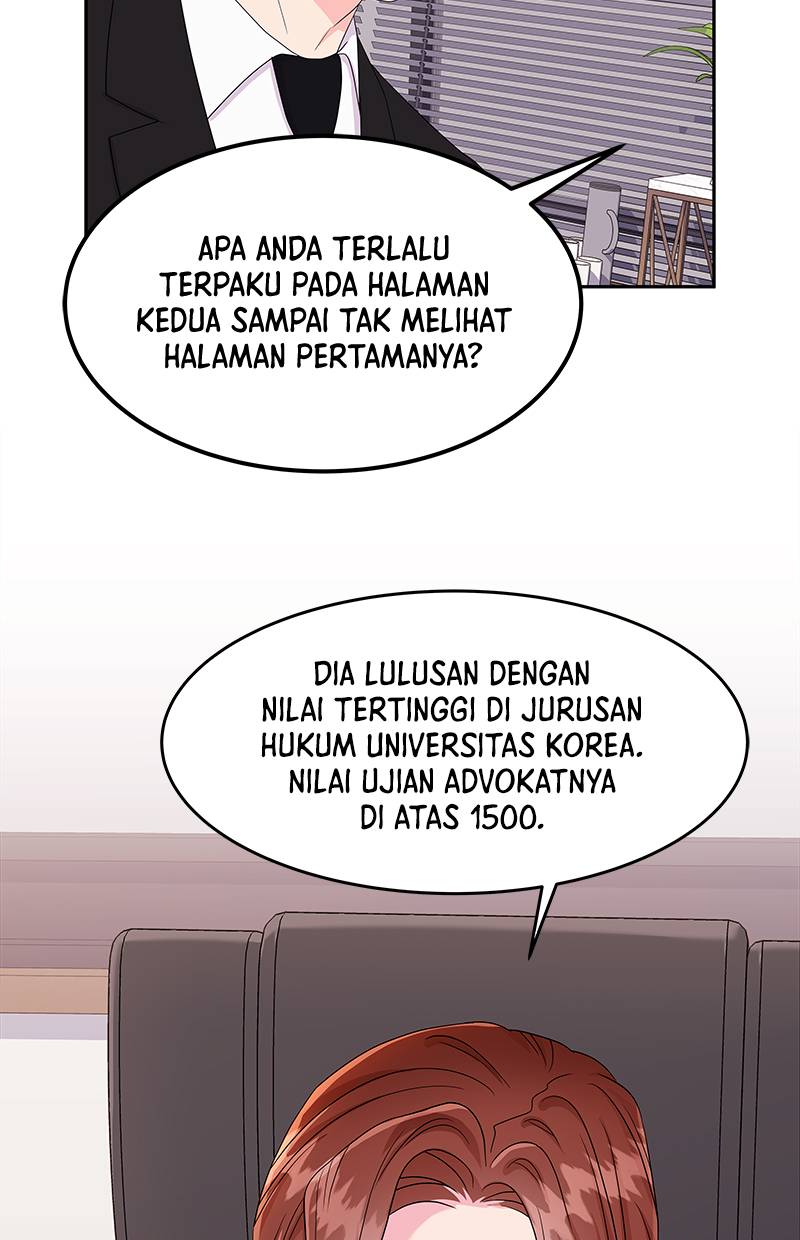 APA ANDA TERLALU
TERPAKU PADA HALAMAN
KEDUA SAMPAI TAK MELIHAT
HALAMAN PERTAMANYA?
DIA LULUSAN DENGAN
NILAI TERTINGGI DI JURUSAN
HUKUM UNIVERSITAS KOREA.
NILAI UJIAN ADVOKATNYA
DI ATAS 1500.